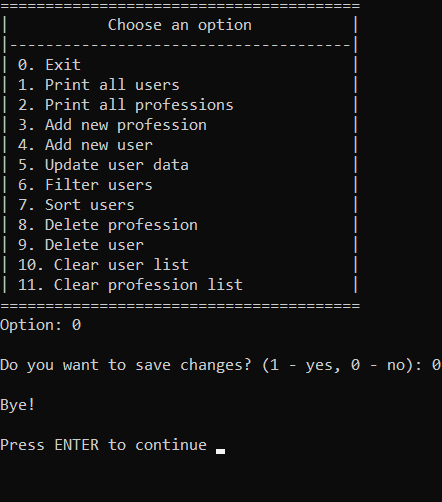 ========================================
|           Choose an option           |
|--------------------------------------|
| 0. Exit                              |
| 1. Print all users                   |
| 2. Print all professions             |
| 3. Add new profession                |
| 4. Add new user                      |
| 5. Update user data                  |
| 6. Filter users                      |
| 7. Sort users                        |
| 8. Delete profession                 |
| 9. Delete user                       |
| 10. Clear user list                  |
| 11. Clear profession list            |
========================================
Option: 0
Do you want to save changes? (1 - yes, 0 - no): 0
Bye!
Press ENTER to continue